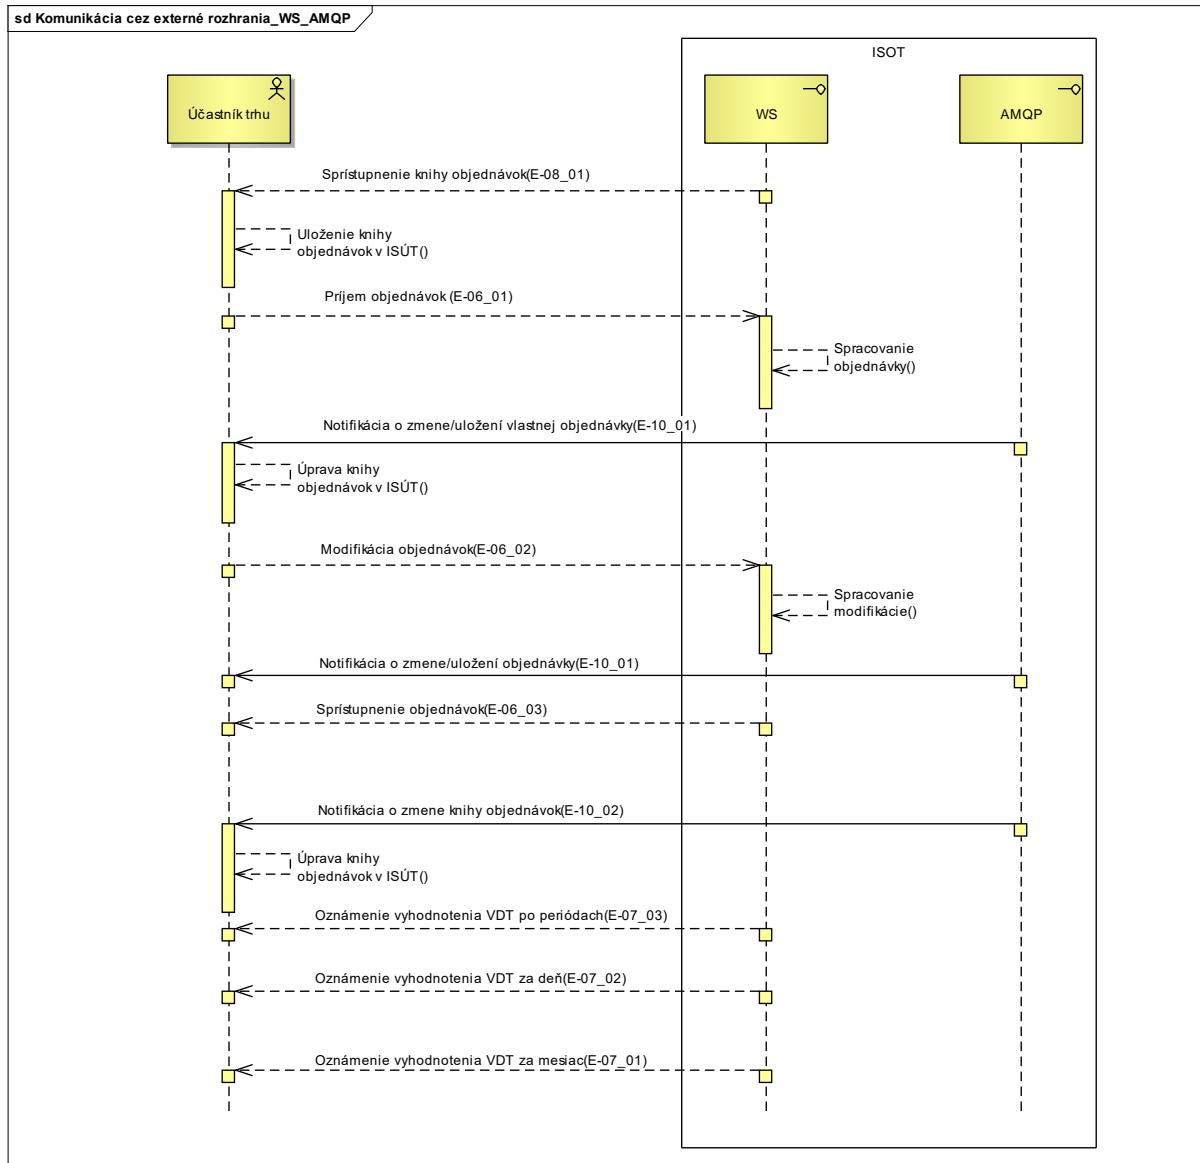 sd Komunikácia cez externé rozhrania_WS_AMQP
ISOT
Účastník trhu
WS
AMQP
Sprístupnenie knihy objednávok(E-08_01)
Uloženie knihy
objednávok v ISÚT()
Príjem objednávok (E-06_01)
Spracovanie
objednávky()
Notifikácia o zmene/uložení vlastnej objednávky(E-10_01)
Úprava knihy
objednávok v ISÚT()
Modifikácia objednávok(E-06_02)
Spracovanie
modifikácie()
Notifikácia o zmene/uložení objednávky(E-10_01)
Sprístupnenie objednávok(E-06_03)
Notifikácia o zmene knihy objednávok(E-10_02)
Úprava knihy
objednávok v ISÚT()
Oznámenie vyhodnotenia VDT po periódach(E-07_03)
Oznámenie vyhodnotenia VDT za deň(E-07_02)
Oznámenie vyhodnotenia VDT za mesiac(E-07_01)